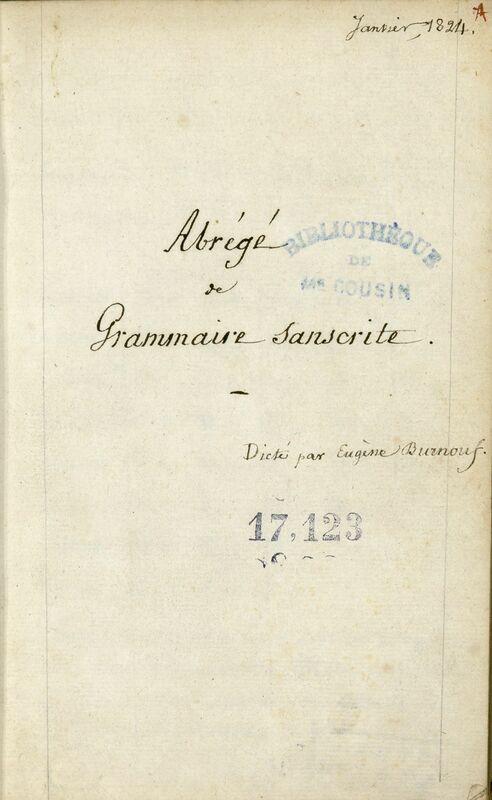 Janvier, 1824.
A
Abrégé
de
Grammaire sanscrite.
BIBLIOTHÈQUE
DE
MR COUSIN
Dicté par Eugène Burnouf.
17,123